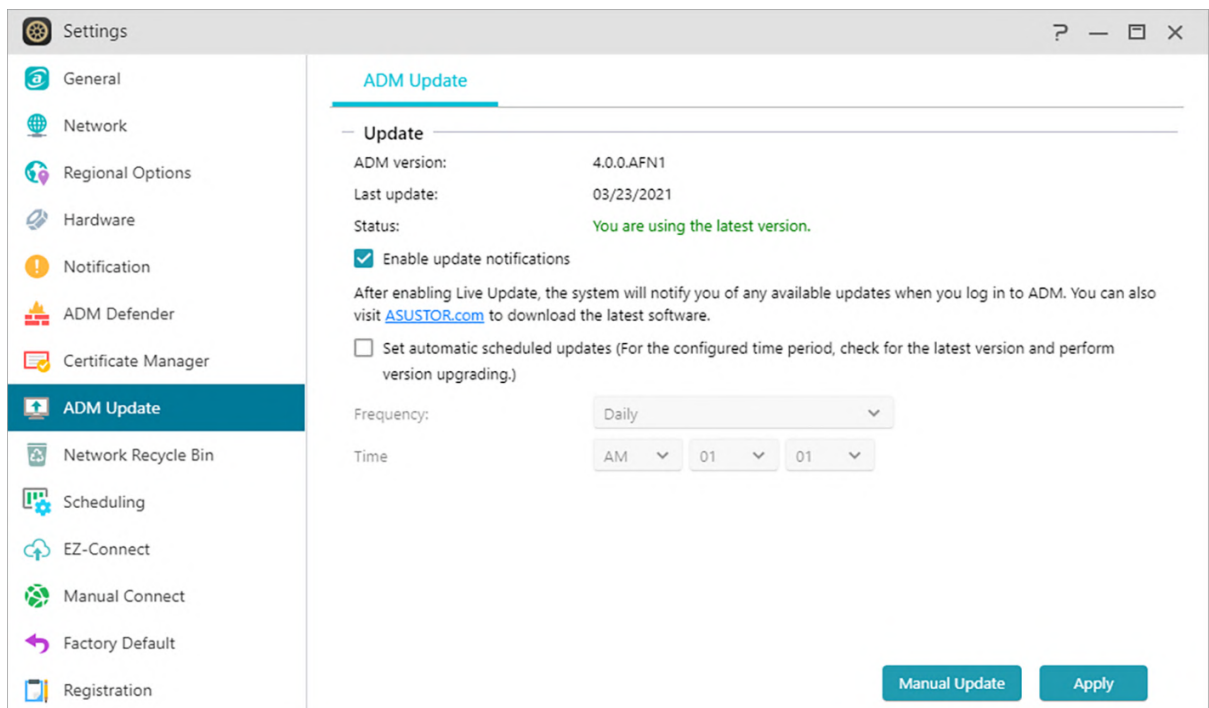 Settings
General
Network
Regional Options
Hardware
Notification
ADM Defender
Certificate Manager
ADM Update
Network Recycle Bin
Scheduling
EZ-Connect
Manual Connect
Factory Default
Registration
ADM Update
Update
ADM version: 4.0.0.AFN1
Last update: 03/23/2021
Status: You are using the latest version.
Enable update notifications
After enabling Live Update, the system will notify you of any available updates when you log in to ADM. You can also
visit ASUSTOR.com to download the latest software.
Set automatic scheduled updates (For the configured time period, check for the latest version and perform
version upgrading.)
Frequency: Daily
Time AM 01 01
Manual Update Apply